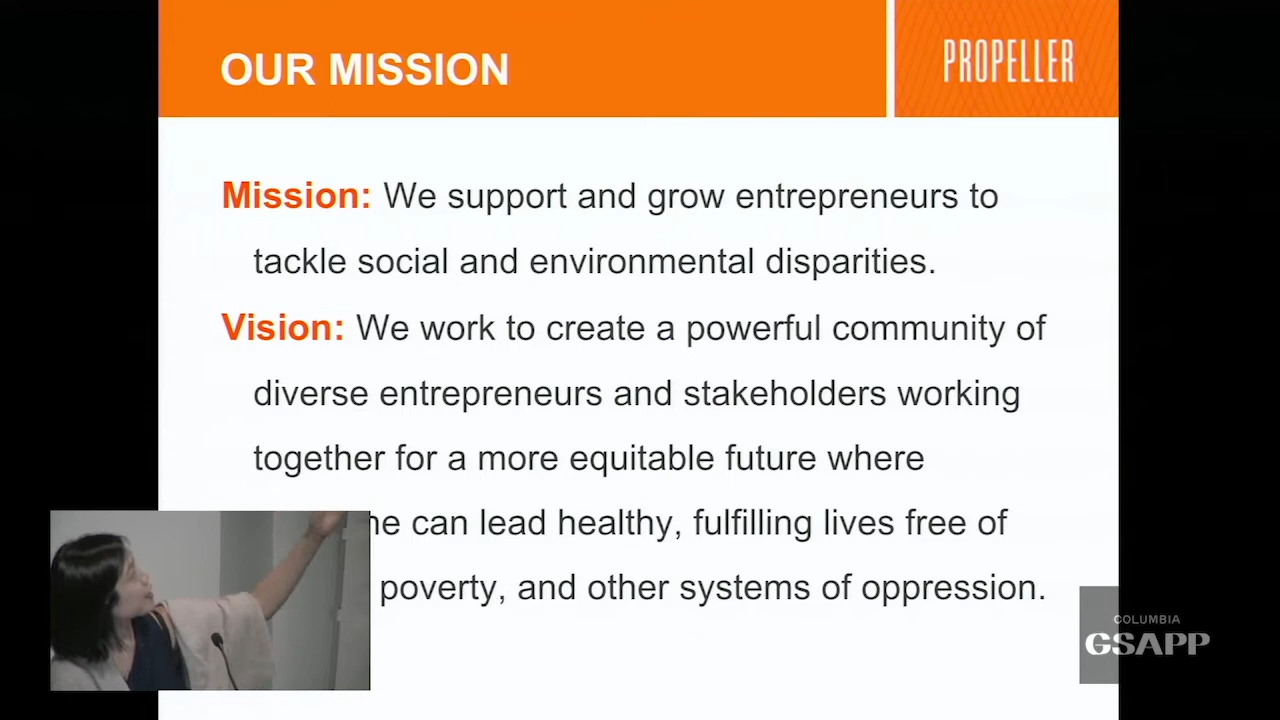 OUR MISSION
PROPELLER
Mission: We support and grow entrepreneurs to
tackle social and environmental disparities.
Vision: We work to create a powerful community of
diverse entrepreneurs and stakeholders working
together for a more equitable future where
can lead healthy, fulfilling lives free of
poverty, and other systems of oppression.
COLUMBIA
GSAPP